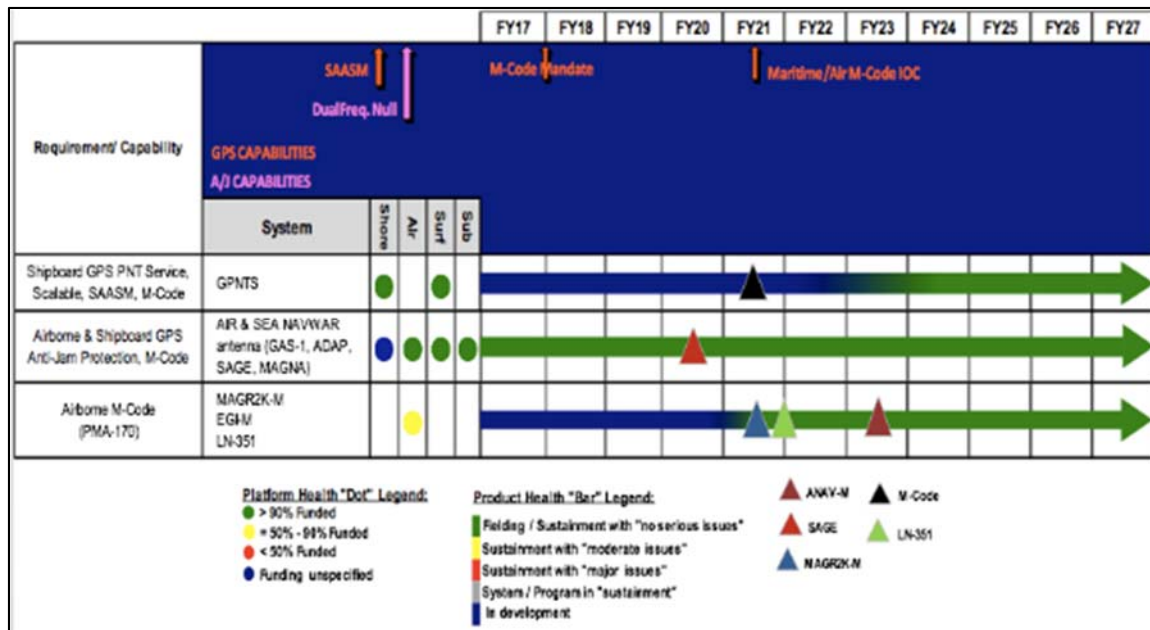 FY17 FY18 FY19 FY20 FY21 FY22 FY23 FY24 FY25 FY26 FY27
SAASM
M-Code Mandate
Maritime/Air M-Code IOC
DualFreq. Null
Requirement/ Capability
GPS CAPABILITIES
A/J CAPABILITIES
System
Shore
Air
Surf
Sub
Shipboard GPS PNT Service,
Scalable, SAASM, M-Code
GPNTS
Airborne & Shipboard GPS
Anti-Jam Protection, M-Code
AIR & SEA NAVWAR
antenna (GAS-1, ADAP,
SAGE, MAGNA)
Airborne M-Code
(PMA-170)
MAGR2K-M
EGI-M
LN-351
Platform Health "Dot" Legend:
> 90% Funded
= 50% - 90% Funded
< 50% Funded
Funding unspecified
Product Health "Bar" Legend:
Fielding / Sustainment with "no serious issues"
Sustainment with "moderate issues"
Sustainment with "major issues"
System / Program in "sustainment"
In development
ANAV-M
M-Code
SAGE
LN-351
MAGR2K-M